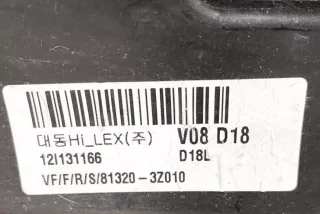 대동Hi_LEX(주) V08 D18
12I131166 D18L
VF/F/R/S/81320-3Z010